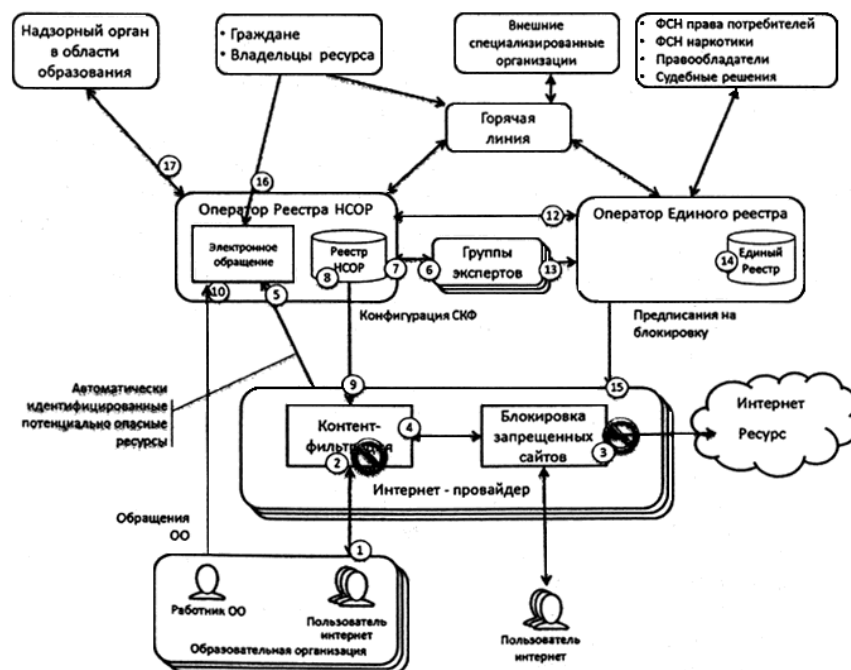 Надзорный орган
в области
образования
• Граждане
• Владельцы ресурса
Внешние
специализированные
организации
• ФСН права потребителей
• ФСН наркотики
• Правообладатели
• Судебные решения
Горячая
линия
17
16
Оператор Реестра НСОР
12
Оператор Единого реестра
Электронное
обращение
Реестр
НСОР
8
7
6
Группы
экспертов
13
14
Единый
Реестр
10
5
Конфигурация СКФ
Предписания на
блокировку
Автоматически
идентифицированные
потенциально опасные
ресурсы
9
15
Контент-
фильтрация
2
4
Блокировка
запрещенных
сайтов
3
Интернет
Ресурс
Интернет - провайдер
Обращения
ОО
1
Работник ОО
Пользователь
интернет
Образовательная организация
Пользователь
интернет